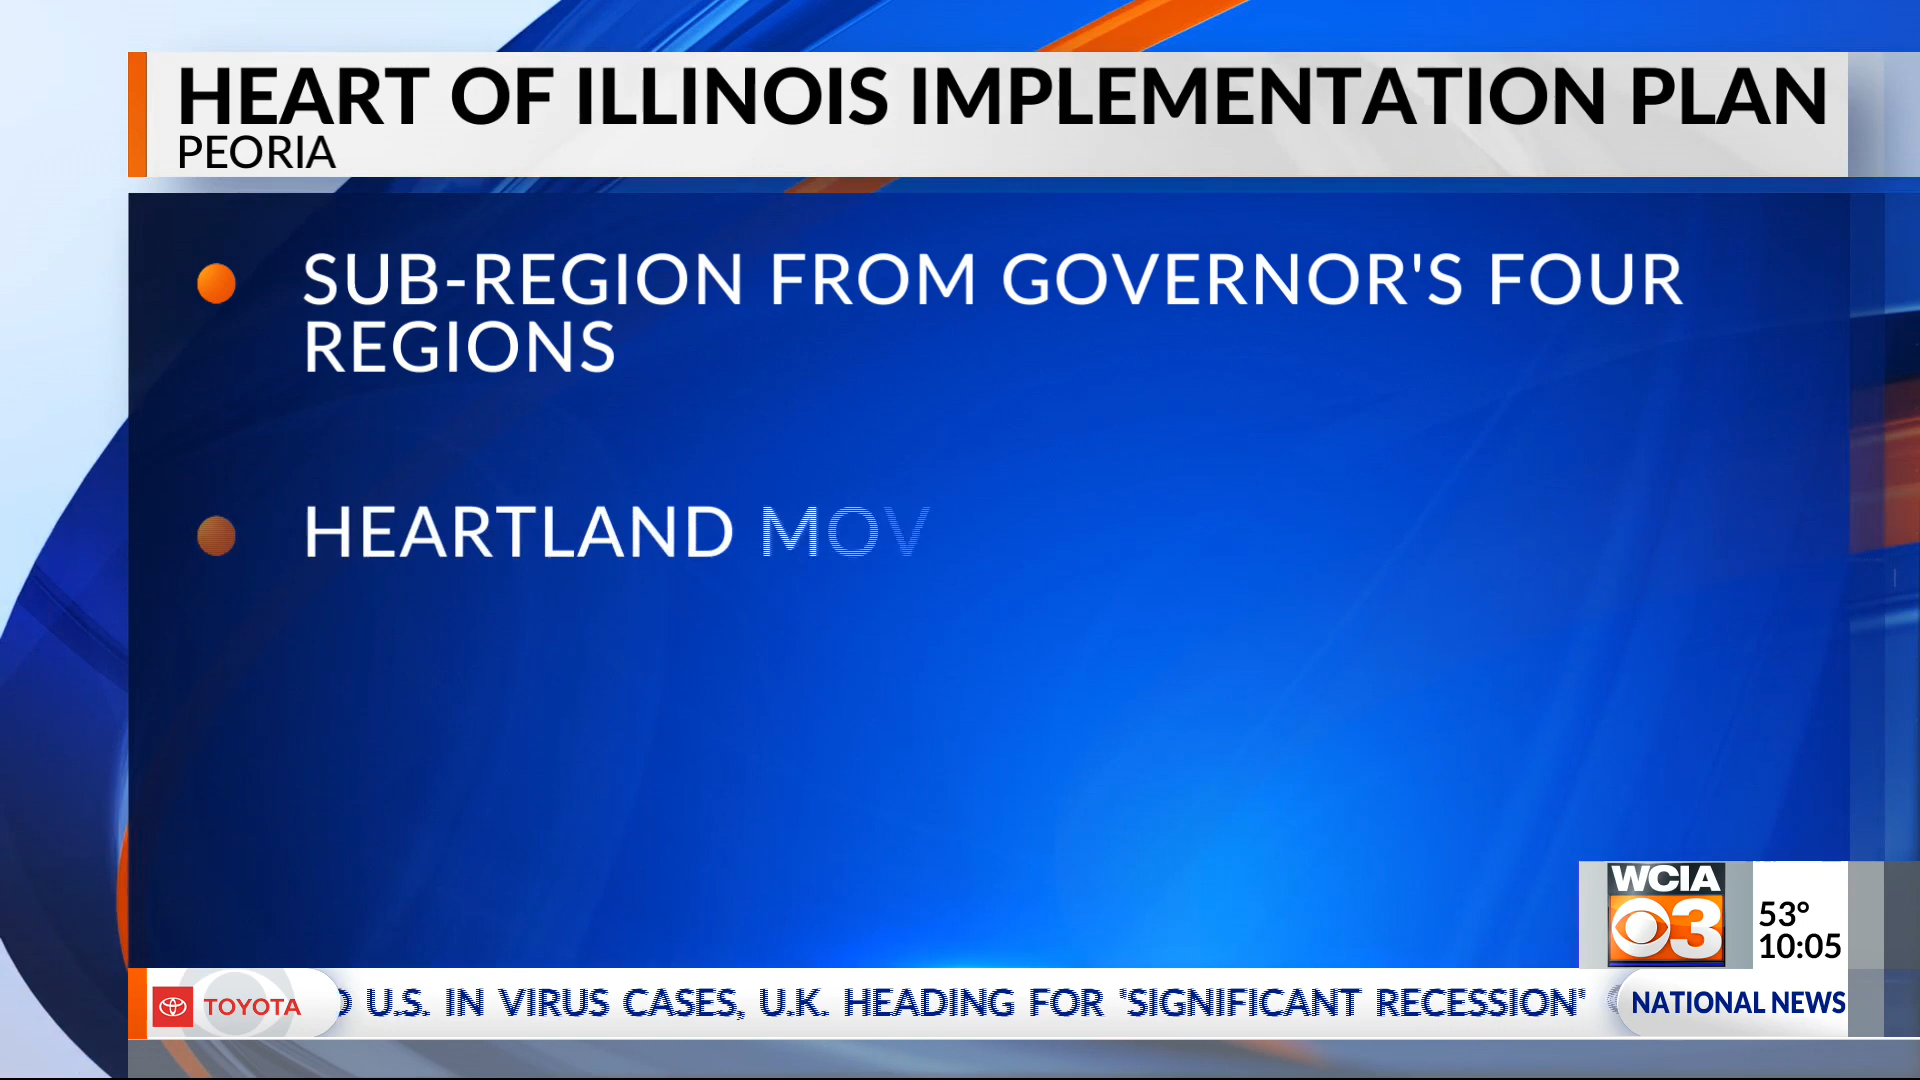 HEART OF ILLINOIS IMPLEMENTATION PLAN
PEORIA
SUB-REGION FROM GOVERNOR'S FOUR
REGIONS
HEARTLAND MOV
WCIA
3
53°
10:05
TOYOTA
U.S. IN VIRUS CASES, U.K. HEADING FOR 'SIGNIFICANT RECESSION'
NATIONAL NEWS